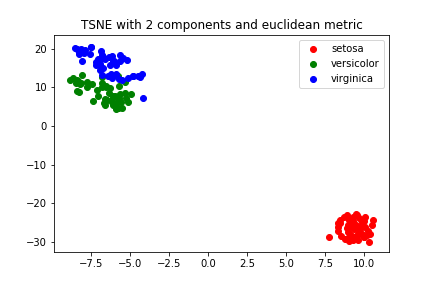 TSNE with 2 components and euclidean metric
setosa
versicolor
virginica
20
10
0
−10
−20
−30
−7.5 −5.0 −2.5 0.0 2.5 5.0 7.5 10.0